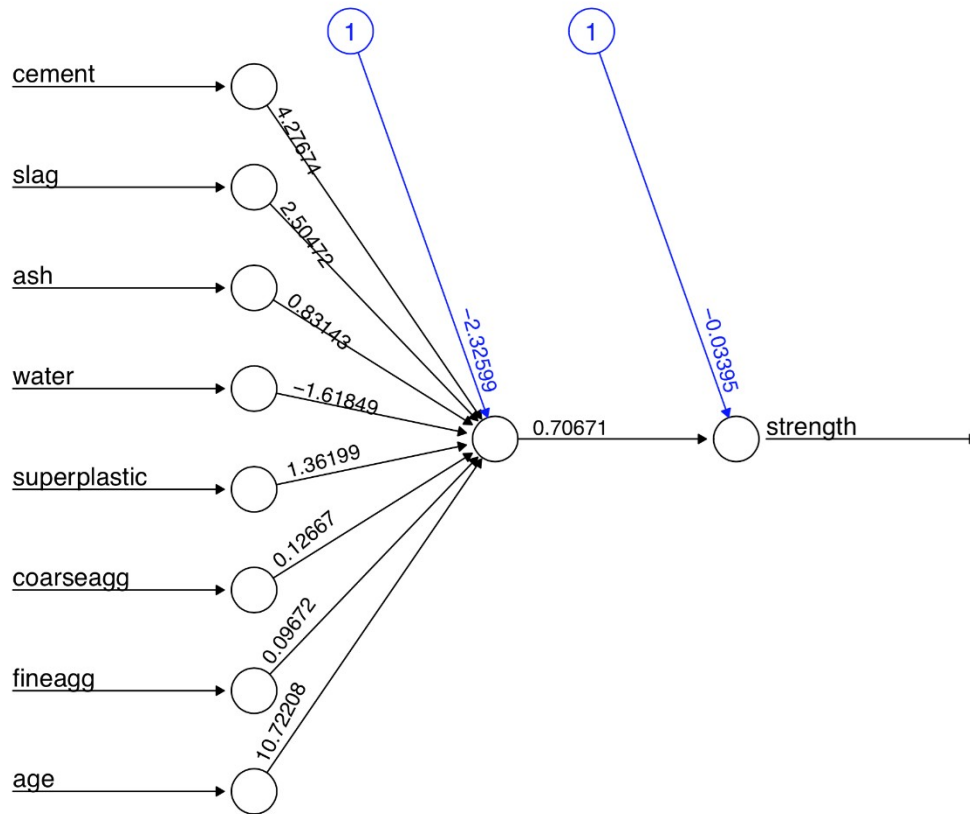 1
1
cement
4.27674
slag
2.50472
ash
0.83143
water
−1.61849
−2.32599
−0.03395
0.70671
strength
superplastic
1.36199
coarseagg
0.12667
fineagg
0.09672
age
10.72208